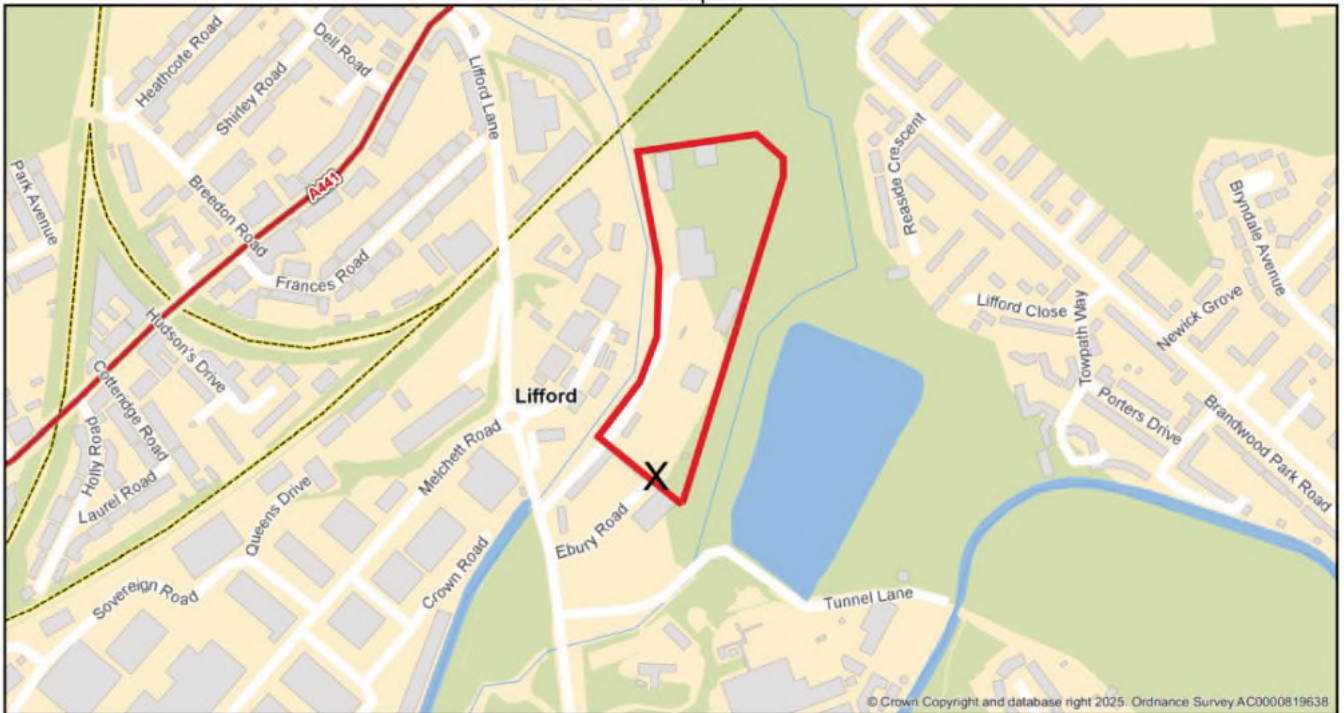 Heathcote Road
Dell Road
Shirley Road
Lifford Lane
Park Avenue
Breedon Road
A441
Frances Road
Reaside Crescent
Bryndale Avenue
Lifford Close
Towpath Way
Newick Grove
Hudson's Drive
Cotteridge Road
Lifford
Holly Road
Laurel Road
Melchett Road
Queens Drive
Porters Drive
Brandwood Park Road
X
Ebury Road
Crown Road
Sovereign Road
Tunnel Lane
© Crown Copyright and database right 2025. Ordnance Survey AC0000819638